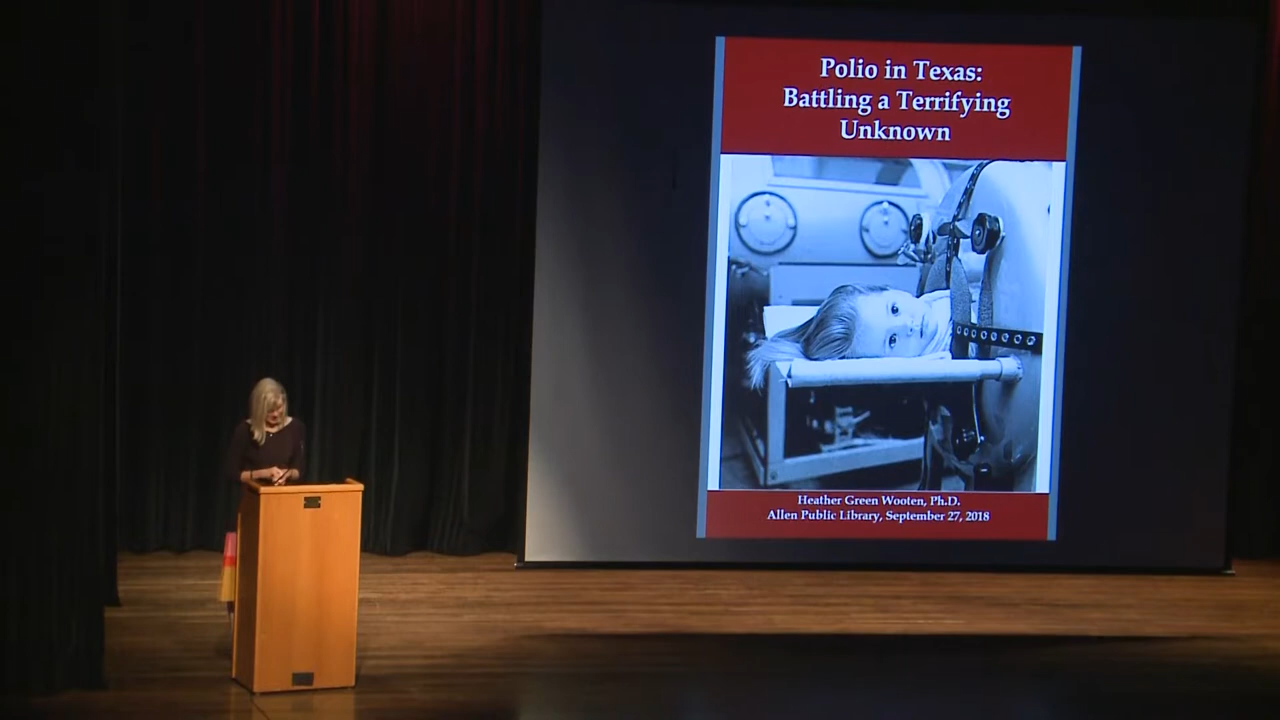 Polio in Texas:
Battling a Terrifying
Unknown
Heather Green Wooten, Ph.D.
Allen Public Library, September 27, 2018